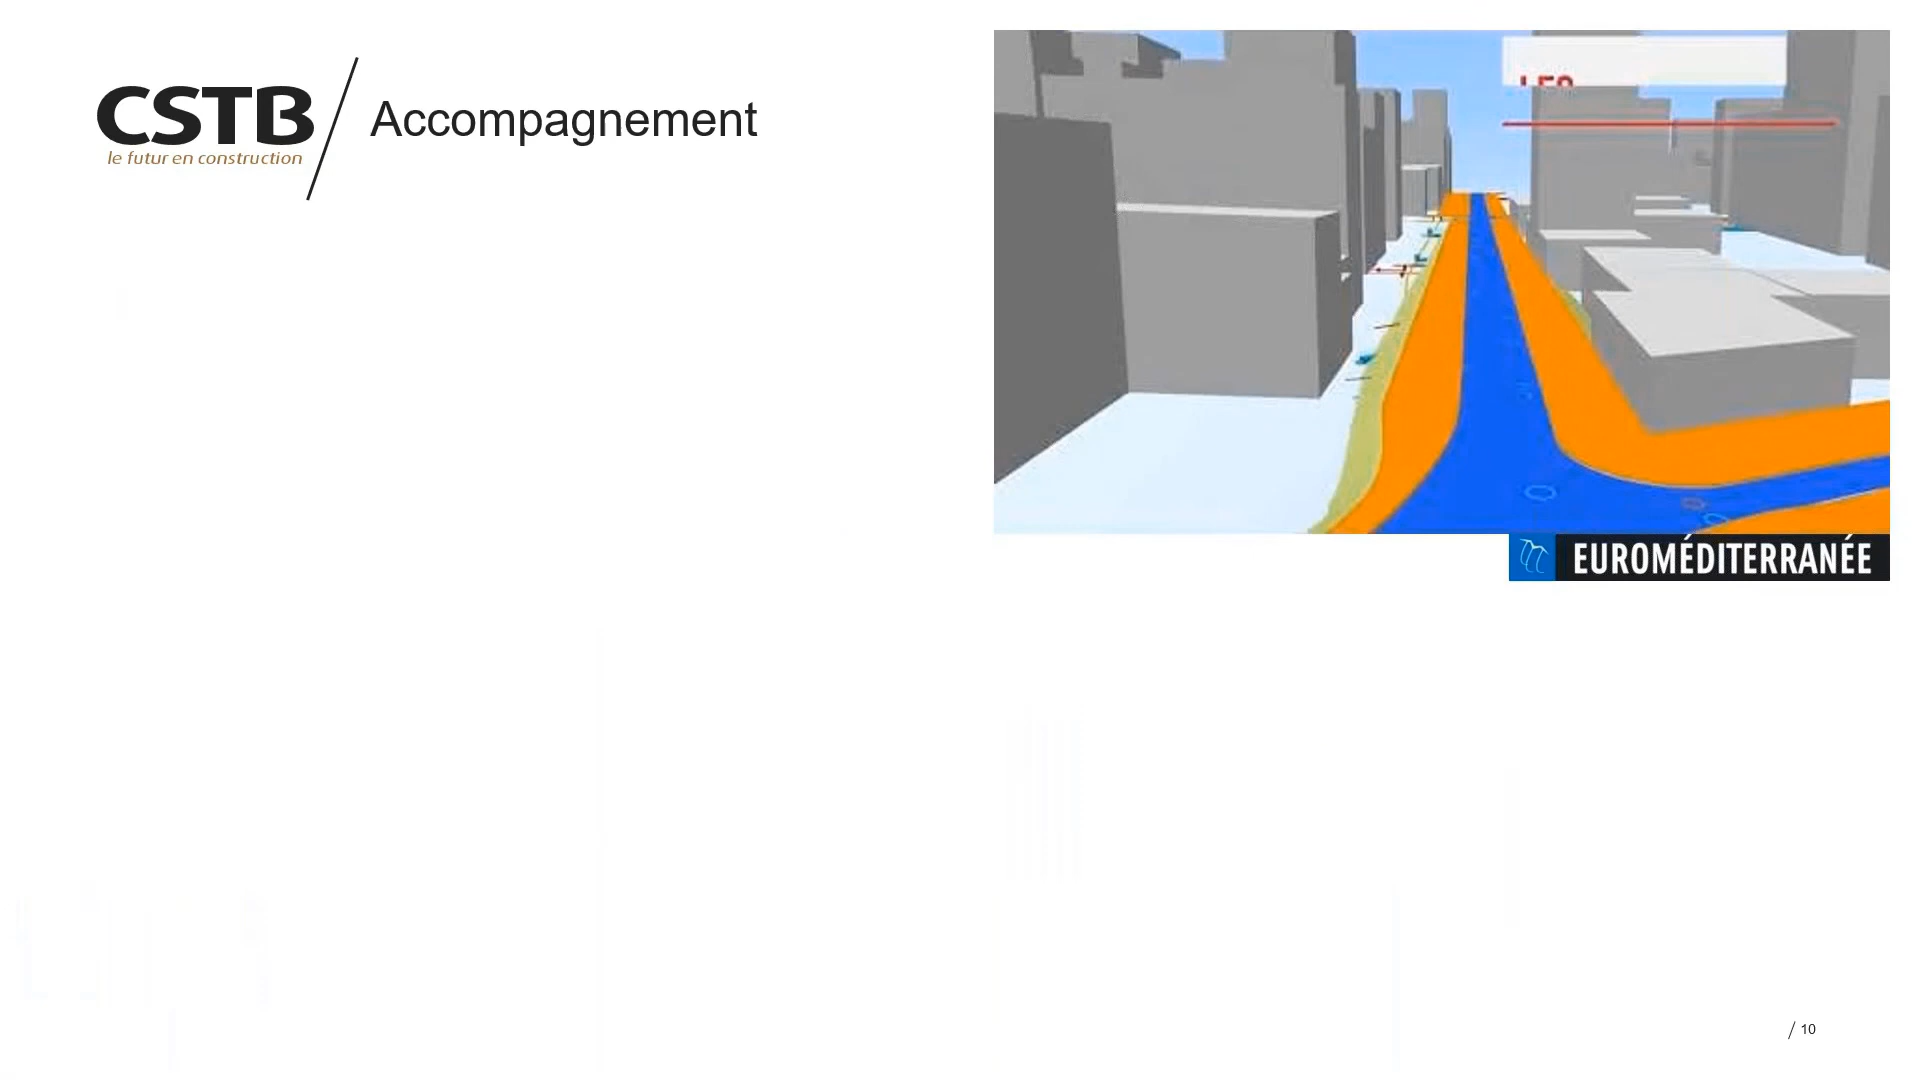 CSTB
le futur en construction
Accompagnement
EUROMÉDITERRANÉE
/ 10